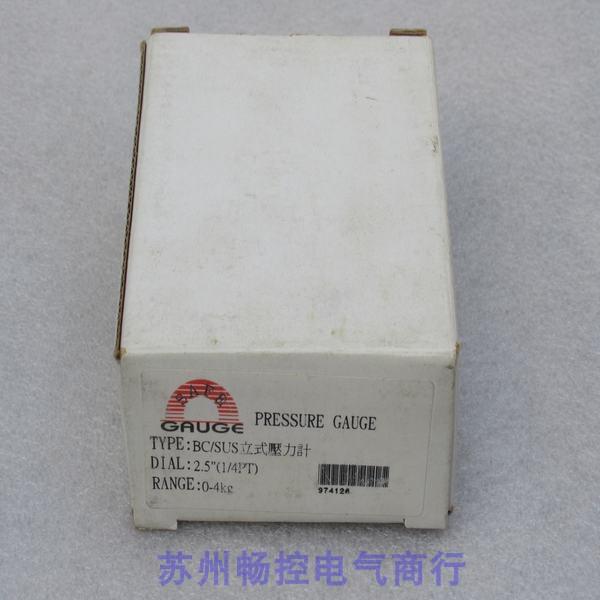 SAFE
GAUGE
PRESSURE GAUGE
TYPE:BC/SUS立式壓力計
DIAL:2.5"(1/4PT)
RANGE:0-4kg
974126
苏州畅控电气商行